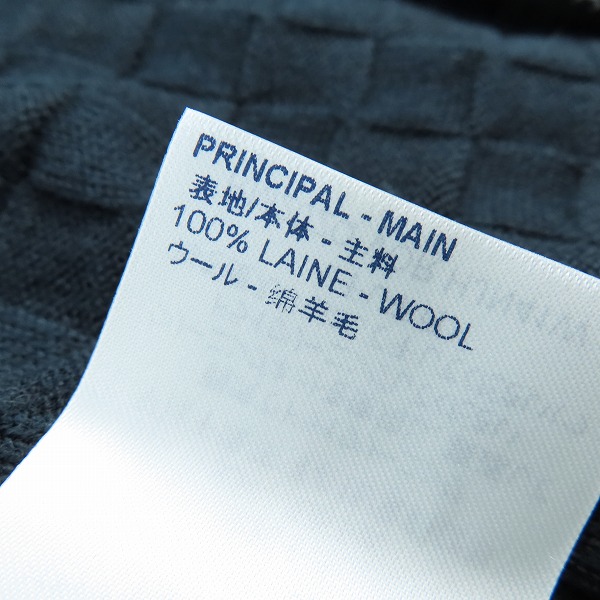 PRINCIPAL - MAIN
表地/本体 - 主料
100% LAINE - WOOL
ウール - 绵羊毛